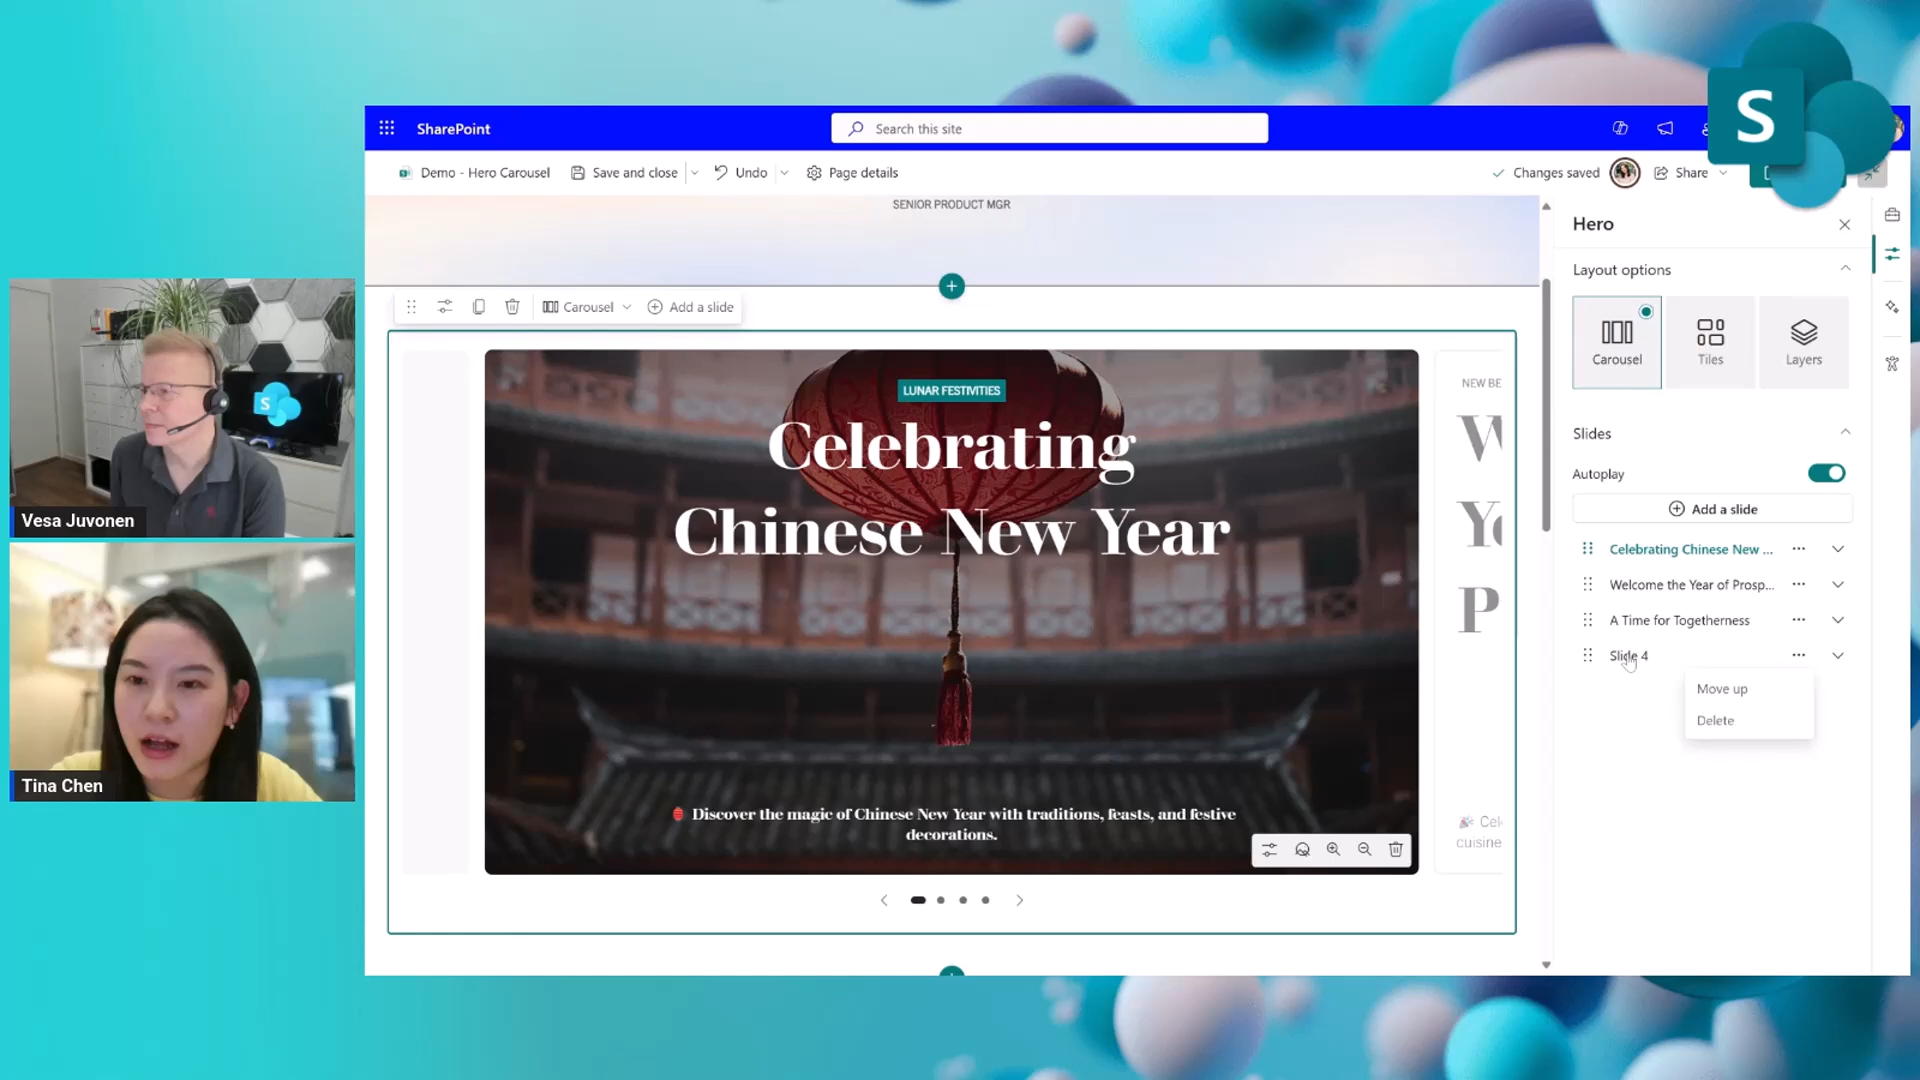 S
SharePoint
Search this site
Demo - Hero Carousel
Save and close
Undo
Page details
Changes saved
Share
SENIOR PRODUCT MGR
Carousel
Add a slide
LUNAR FESTIVITIES
Celebrating
Chinese New Year
Discover the magic of Chinese New Year with traditions, feasts, and festive
decorations.
NEW BE
W
Yo
P
Cel
cuisine
Hero
Layout options
Carousel
Tiles
Layers
Slides
Autoplay
Add a slide
Celebrating Chinese New ...
Welcome the Year of Prosp...
A Time for Togetherness
Slide 4
Move up
Delete
S
Vesa Juvonen
Tina Chen